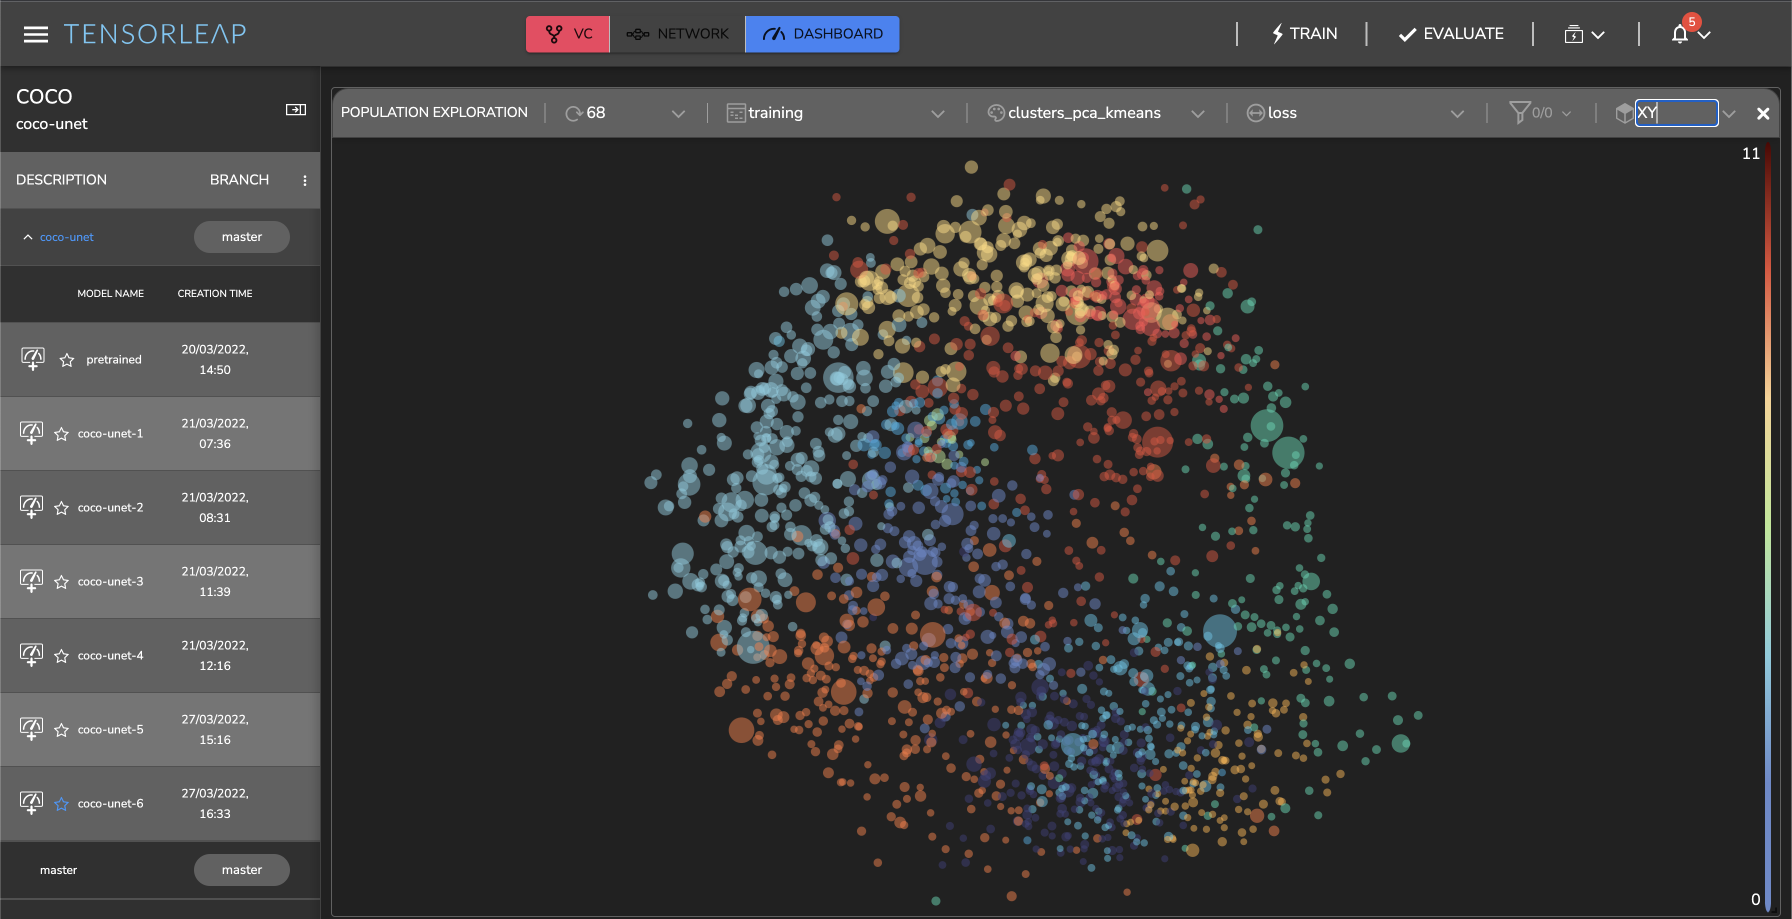 TENSORLEAP
VC
NETWORK
DASHBOARD
TRAIN
EVALUATE
5
COCO
coco-unet
DESCRIPTION BRANCH
coco-unet master
MODEL NAME CREATION TIME
pretrained 20/03/2022,
14:50
coco-unet-1 21/03/2022,
07:36
coco-unet-2 21/03/2022,
08:31
coco-unet-3 21/03/2022,
11:39
coco-unet-4 21/03/2022,
12:16
coco-unet-5 27/03/2022,
15:16
coco-unet-6 27/03/2022,
16:33
master master
POPULATION EXPLORATION 68 training clusters_pca_kmeans loss 0/0 XY
11
0